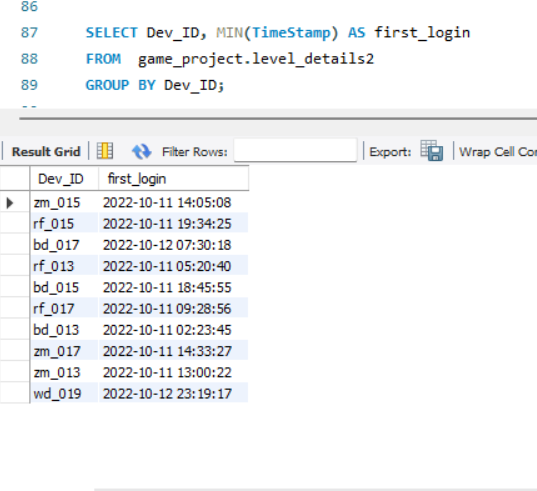 86
87 SELECT Dev_ID, MIN(TimeStamp) AS first_login
88 FROM game_project.level_details2
89 GROUP BY Dev_ID;
Result Grid Filter Rows: Export: Wrap Cell Con
Dev_ID first_login
zm_015 2022-10-11 14:05:08
rf_015 2022-10-11 19:34:25
bd_017 2022-10-12 07:30:18
rf_013 2022-10-11 05:20:40
bd_015 2022-10-11 18:45:55
rf_017 2022-10-11 09:28:56
bd_013 2022-10-11 02:23:45
zm_017 2022-10-11 14:33:27
zm_013 2022-10-11 13:00:22
wd_019 2022-10-12 23:19:17